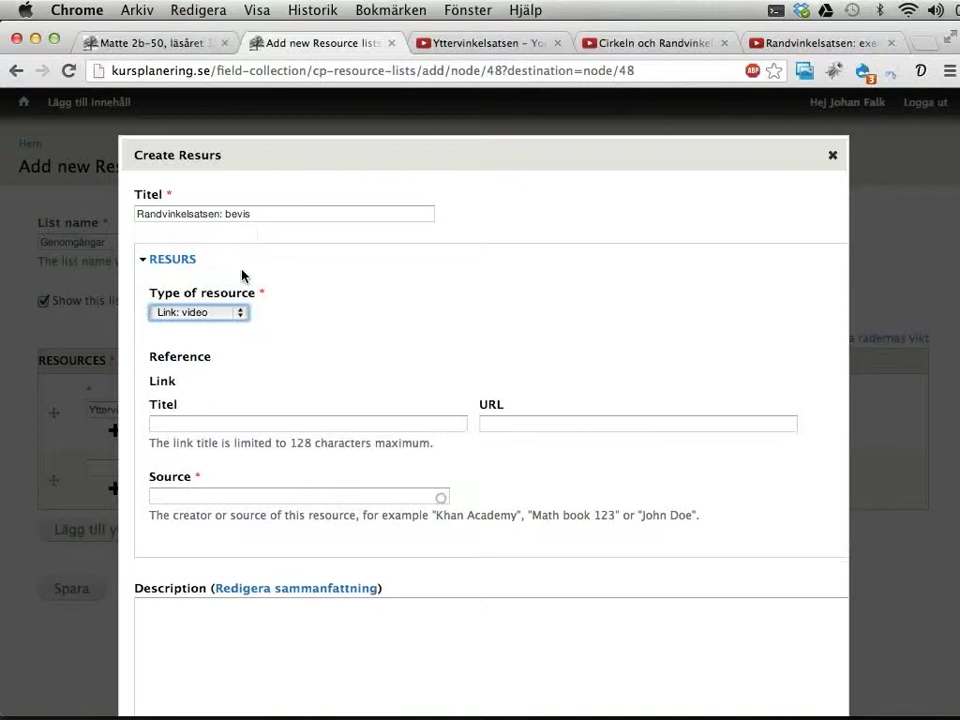 Chrome Arkiv Redigera Visa Historik Bokmärken Fönster Hjälp
Matte 2b-50, läsåret 1 Add new Resource lists Yttervinkelsatsen - Yo Cirkeln och Randvinke Randvinkelsatsen: exe
kursplanering.se/field-collection/cp-resource-lists/add/node/48?destination=node/48
Lägg till Innehåll Hej Johan Falk Logga ut
Hem
Add new Res
Create Resurs
Titel *
Randvinkelsatsen: bevis
List name *
Genomgångar
The list name
RESURS
Type of resource *
Link: video
Show this lis
Reference
a radernas vikt
RESOURCES *
Link
Titel URL
Yttervi
The link title is limited to 128 characters maximum.
Source *
The creator or source of this resource, for example "Khan Academy", "Math book 123" or "John Doe".
Lägg till y
Spara
Description (Redigera sammanfattning)